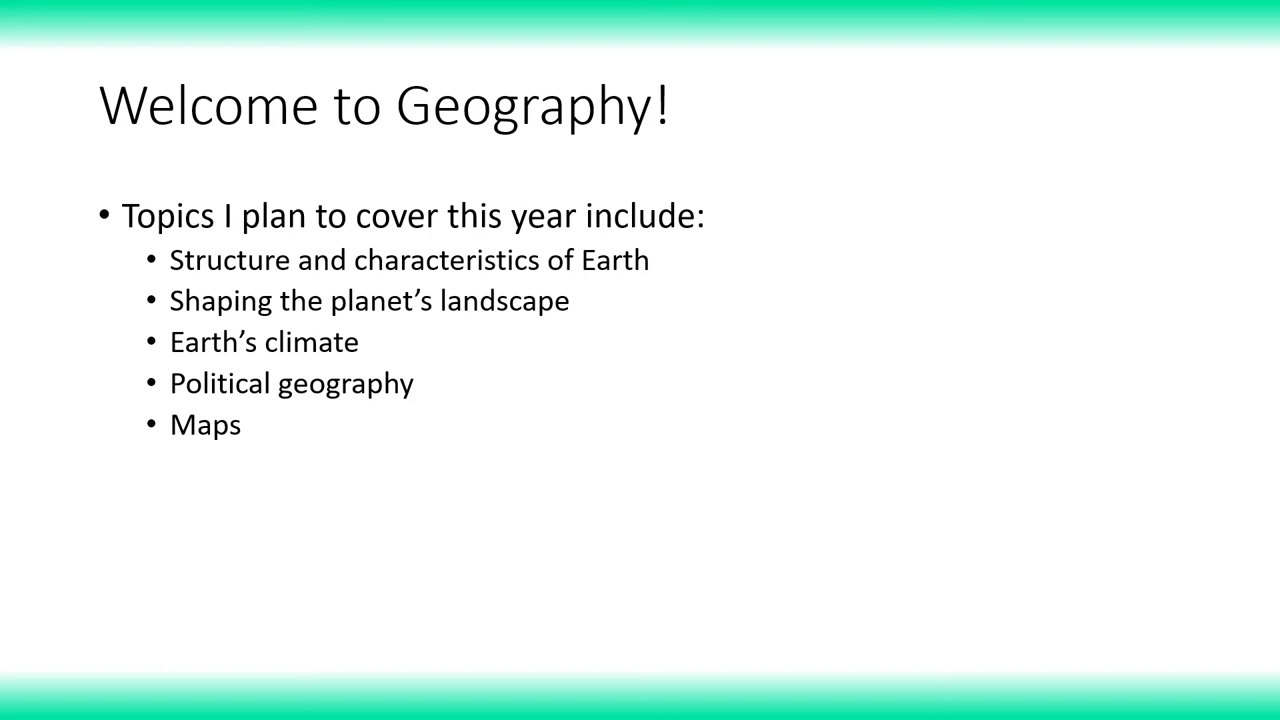 Welcome to Geography!
• Topics I plan to cover this year include:
• Structure and characteristics of Earth
• Shaping the planet’s landscape
• Earth’s climate
• Political geography
• Maps